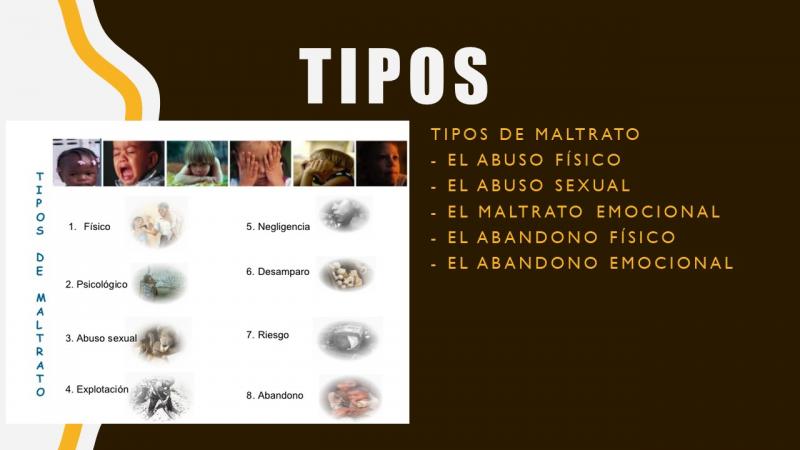 TIPOS
TIPOS DE MALTRATO
1. Físico
2. Psicológico
3. Abuso sexual
4. Explotación
5. Negligencia
6. Desamparo
7. Riesgo
8. Abandono
TIPOS DE MALTRATO
- EL ABUSO FÍSICO
- EL ABUSO SEXUAL
- EL MALTRATO EMOCIONAL
- EL ABANDONO FÍSICO
- EL ABANDONO EMOCIONAL